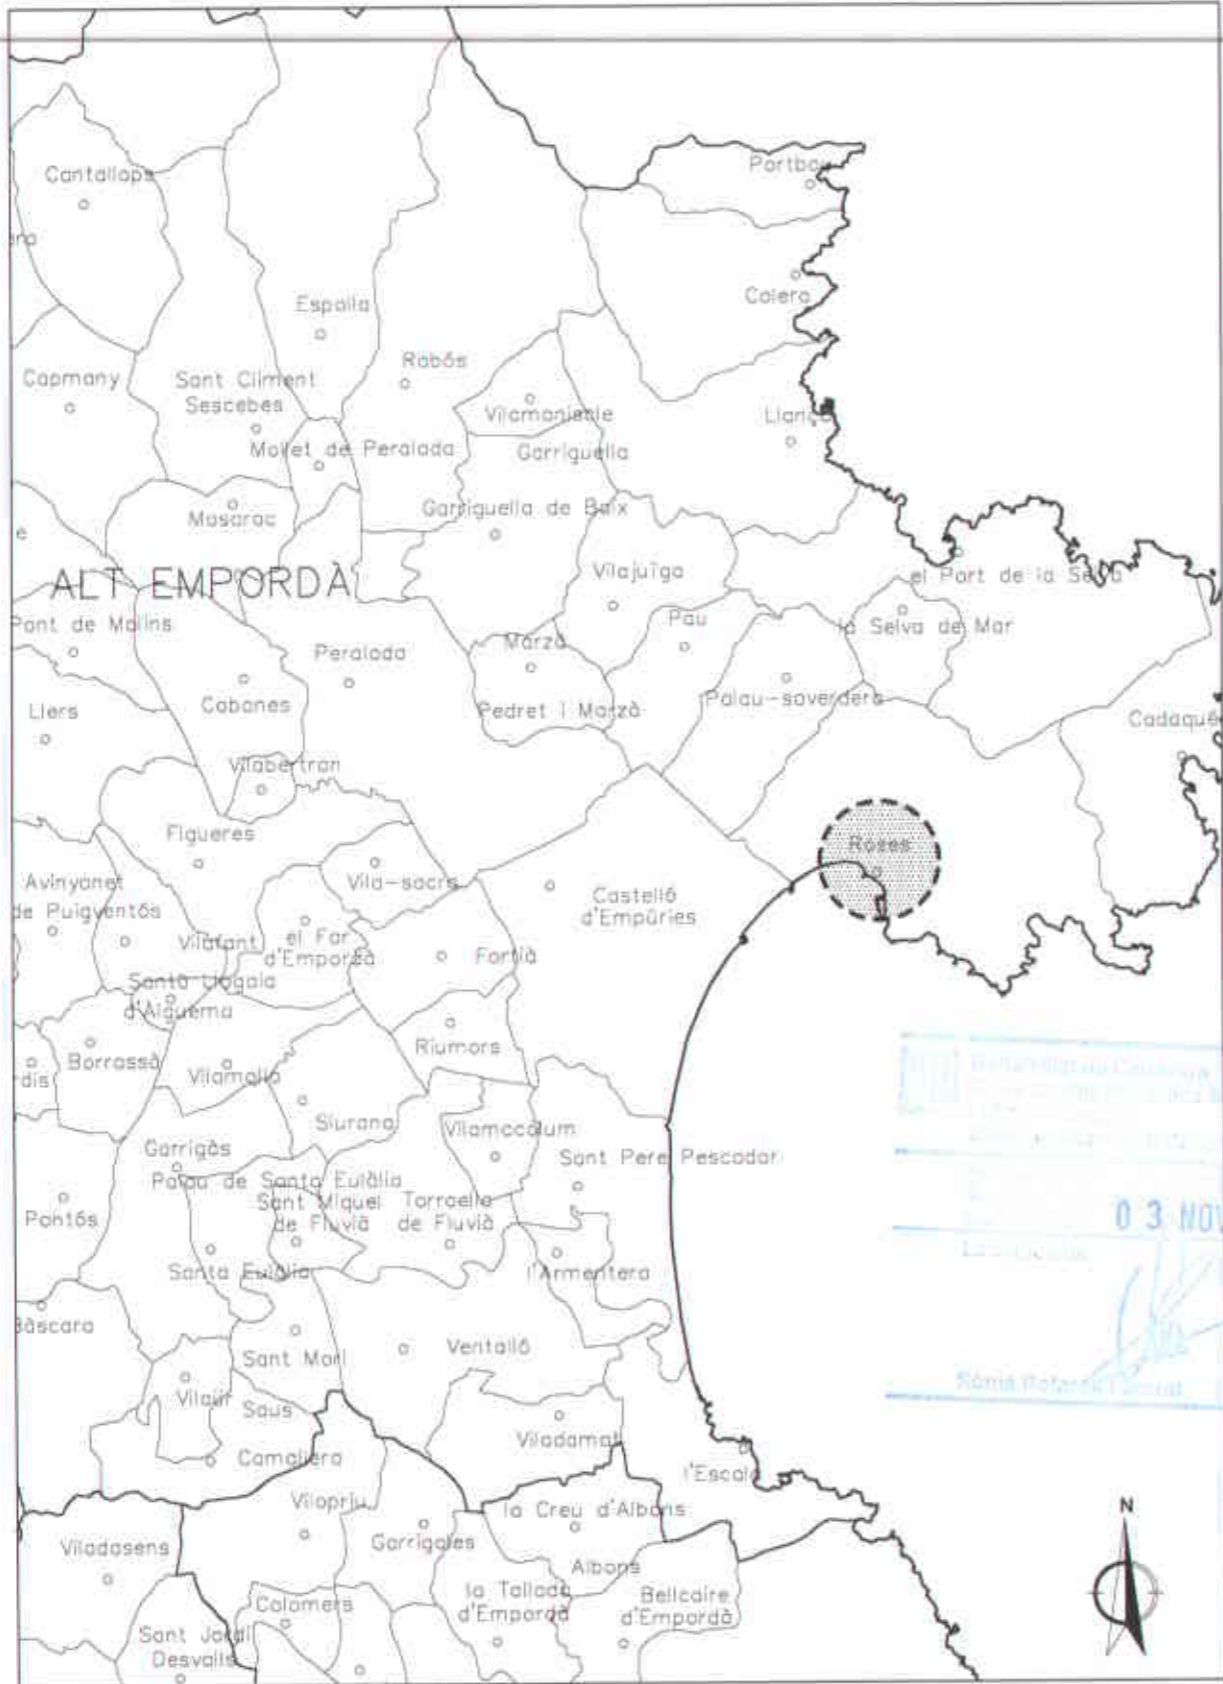 Portbou
Cantallops
Colera
Espolla
Rabós
Capmany
Sant Climent
Sescebes
Vilamaniscle
Llançà
Mollet de Peralada
Garriguella
Masarac
Garriguella de Baix
ALT EMPORDÀ
Vilajuïga
el Port de la Selva
Pont de Molins
Pau
la Selva de Mar
Peralada
Marzà
Llers
Cabanes
Pedret i Marzà
Palau-saverdera
Cadaqués
Vilabertran
Figueres
Roses
Avinyonet
de Puigventós
Vila-sacra
Castelló
d'Empúries
Vilafant
el Far
d'Empordà
Fortià
Santa Llogaia
d'Alguema
Borrassà
Riumors
Vilamalla
rdis
Siurana
Vilamacolum
Garrigàs
Sant Pere Pescador
Palau de Santa Eulàlia
Sant Miquel
de Fluvià
Torroella
de Fluvià
Pontós
03 NOV
Santa Eulàlia
l'Armentera
Bàscara
Sant Mori
Ventalló
Vilaür
Saus
Viladamat
Camallera
l'Escala
Vilopriu
la Creu d'Albons
N
Viladasens
Garrigoles
Albons
la Tallada
d'Empordà
Bellcaire
d'Empordà
Colomers
Sant Jordi
Desvalls